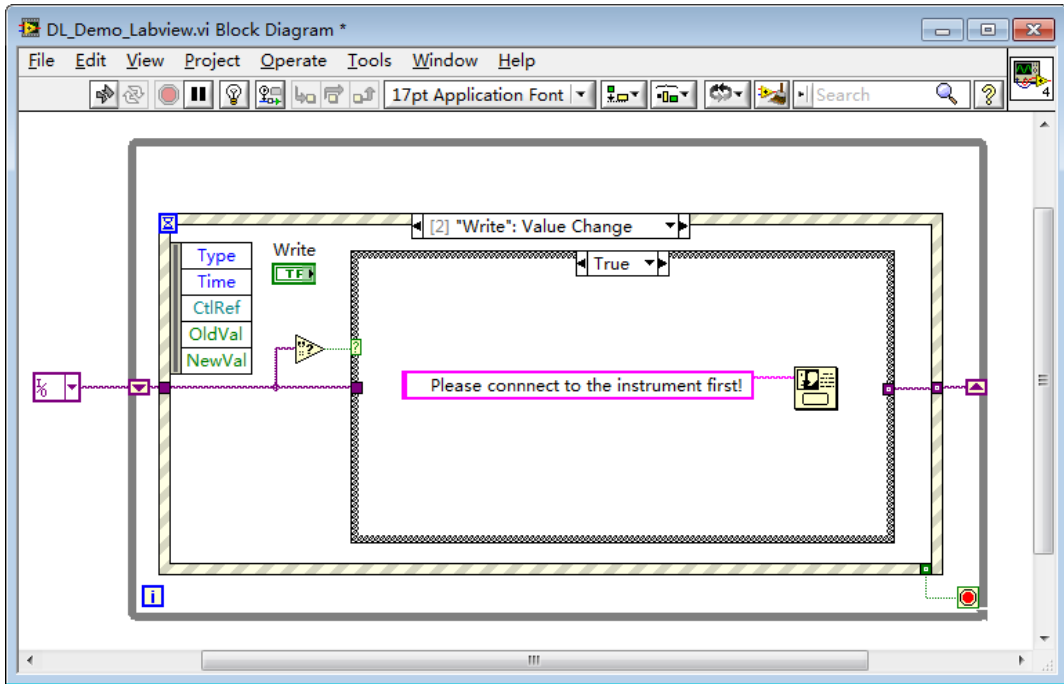 DL_Demo_Labview.vi Block Diagram *
File Edit View Project Operate Tools Window Help
17pt Application Font Search
4
[2] "Write": Value Change
Type
Time
CtlRef
OldVal
NewVal
Write
TF
True
?
?
I/O
Please connnect to the instrument first!
i